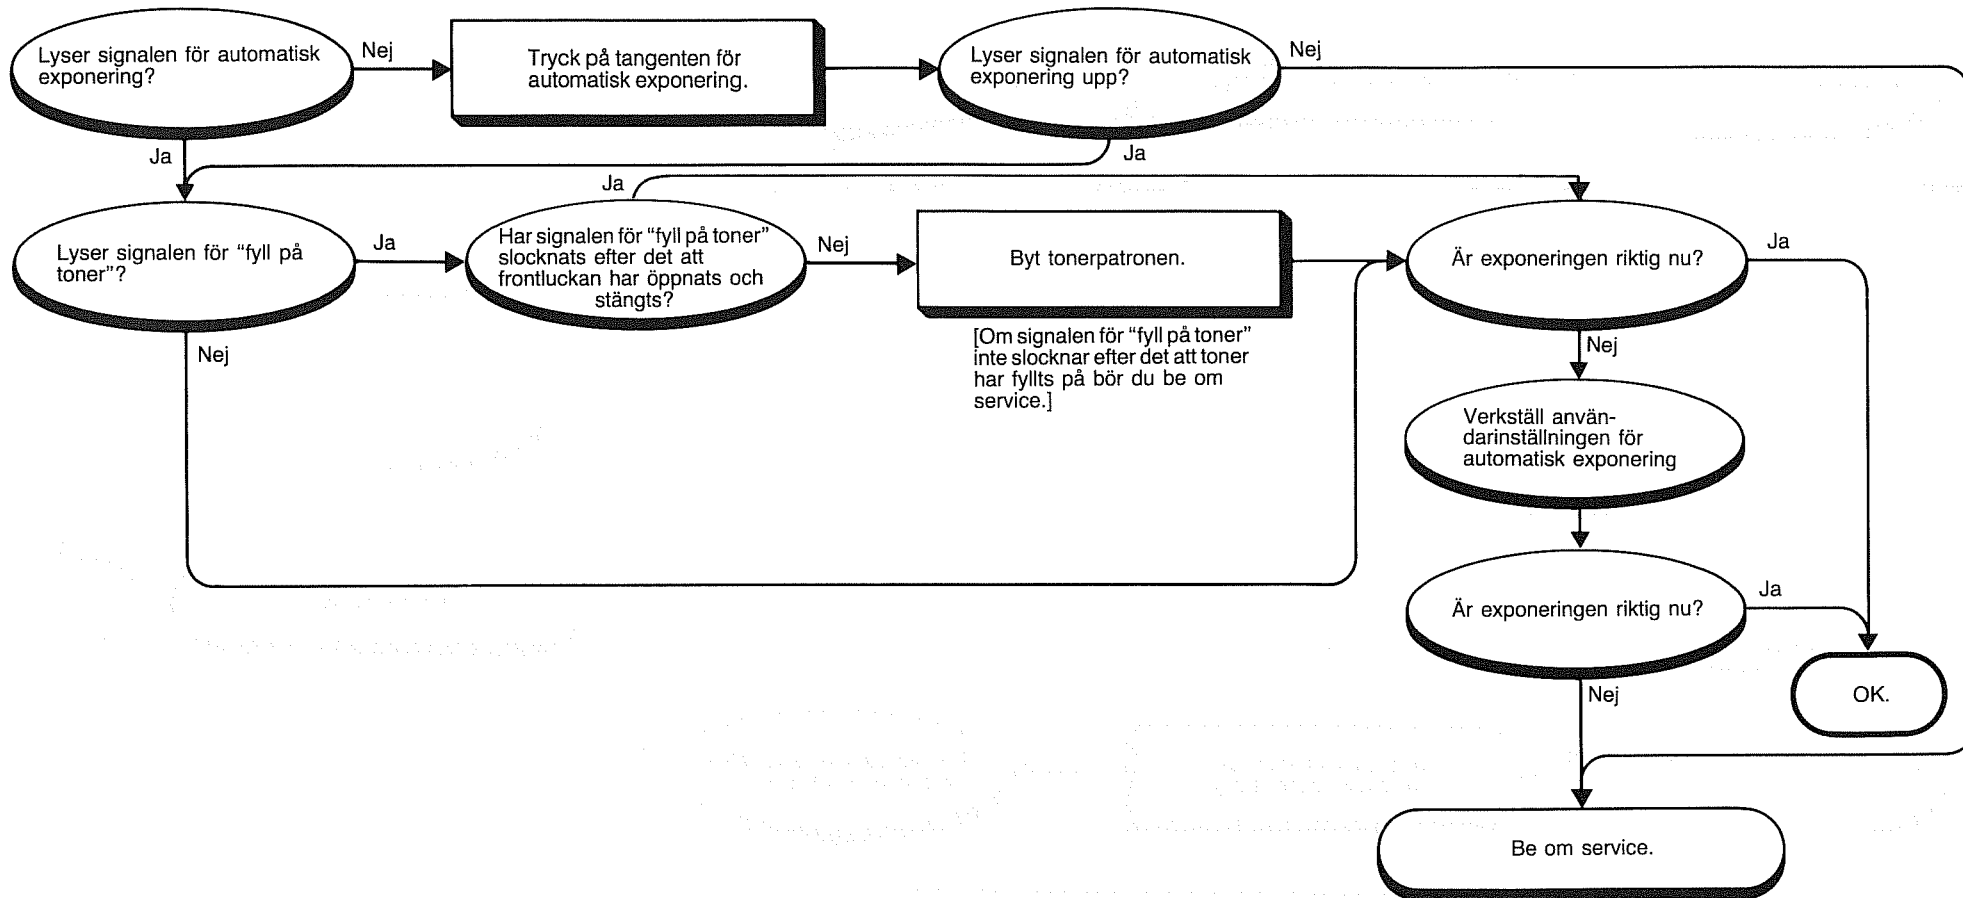 Lyser signalen för automatisk
exponering?
Nej
Tryck på tangenten för
automatisk exponering.
Lyser signalen för automatisk
exponering upp?
Nej
Ja
Ja
Lyser signalen för “fyll på
toner”?
Ja
Nej
Ja
Har signalen för “fyll på toner”
slocknats efter det att
frontluckan har öppnats och
stängts?
Nej
Byt tonerpatronen.
[Om signalen för “fyll på toner”
inte slocknar efter det att toner
har fyllts på bör du be om
service.]
Är exponeringen riktig nu?
Ja
Nej
Verkställ använ-
darinställningen för
automatisk exponering
Är exponeringen riktig nu?
Ja
Nej
OK.
Be om service.